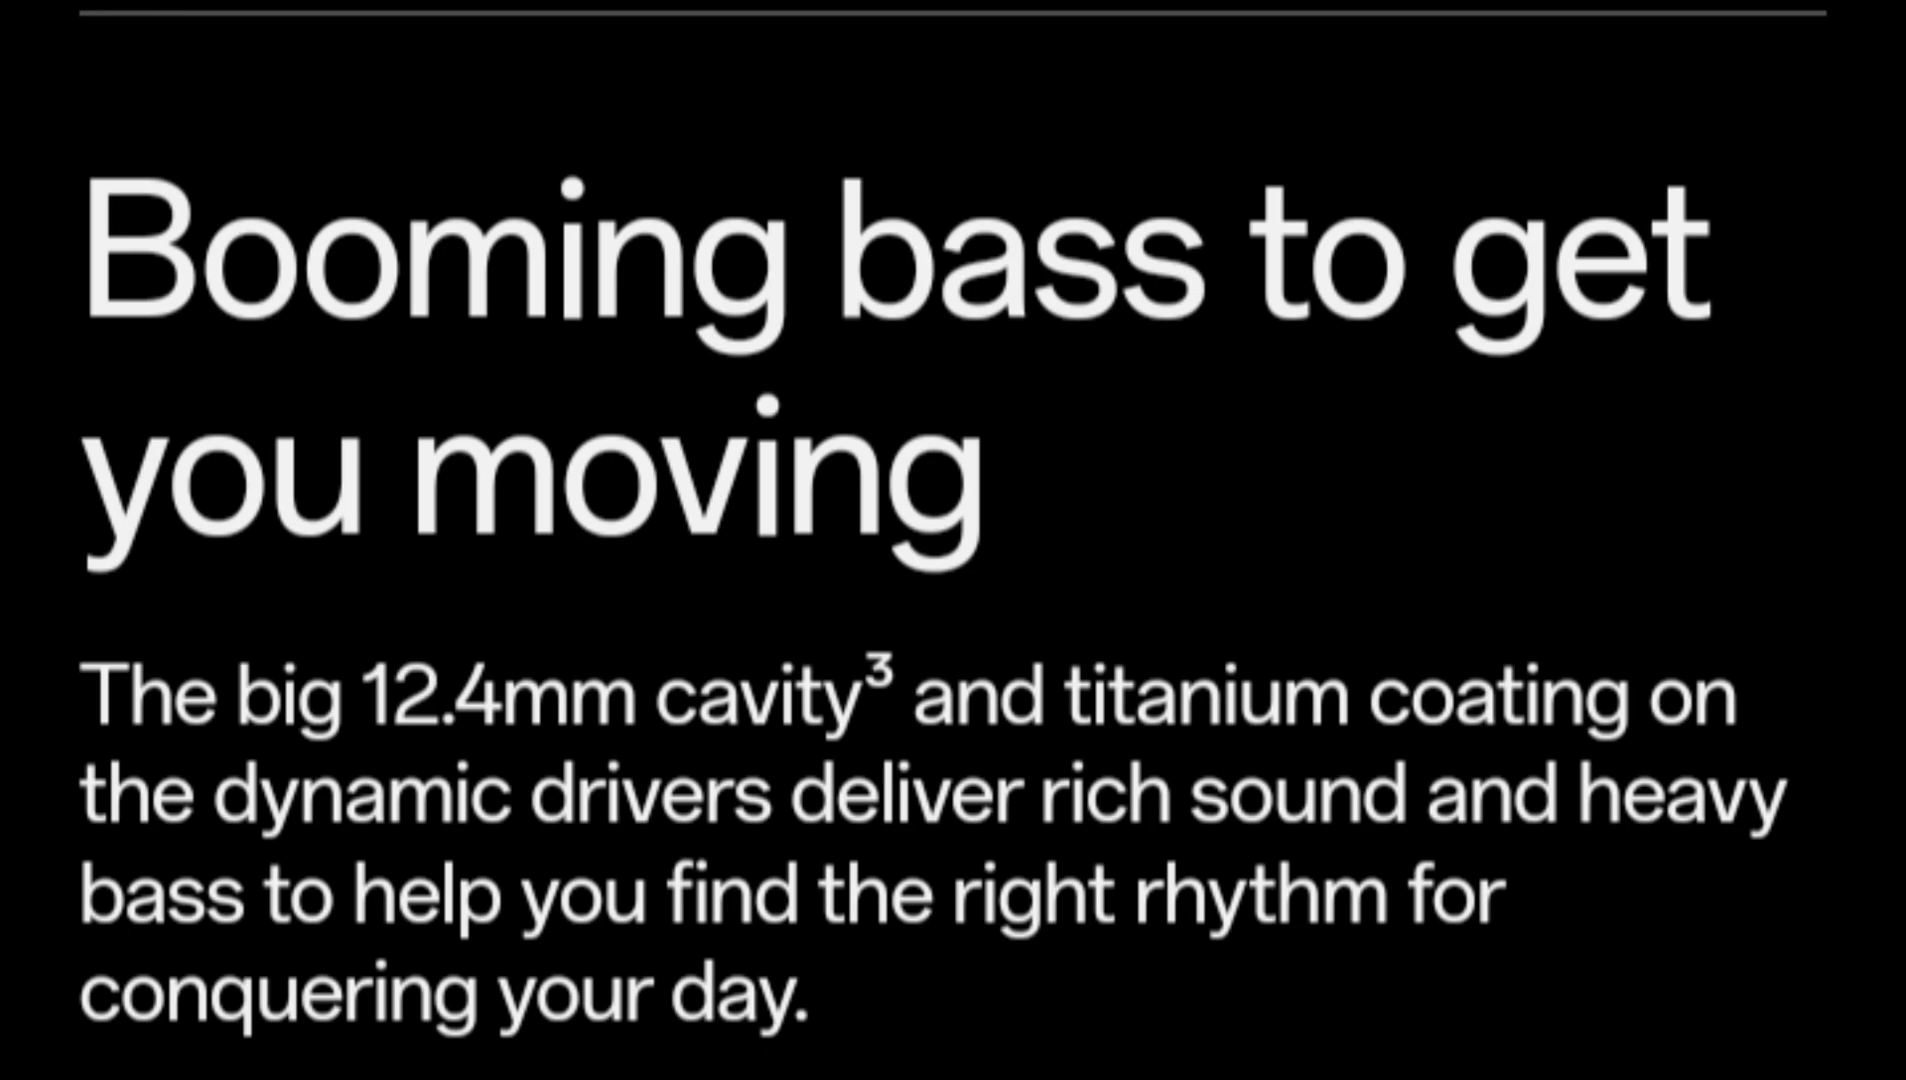 Booming bass to get
you moving
The big 12.4mm cavity³ and titanium coating on
the dynamic drivers deliver rich sound and heavy
bass to help you find the right rhythm for
conquering your day.